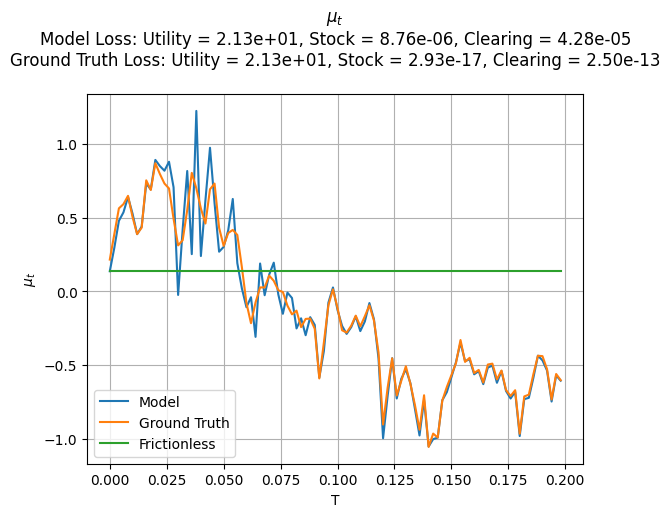 μt
Model Loss: Utility = 2.13e+01, Stock = 8.76e-06, Clearing = 4.28e-05
Ground Truth Loss: Utility = 2.13e+01, Stock = 2.93e-17, Clearing = 2.50e-13
1.0
0.5
0.0
−0.5
−1.0
μt
Model
Ground Truth
Frictionless
0.000 0.025 0.050 0.075 0.100 0.125 0.150 0.175 0.200
T